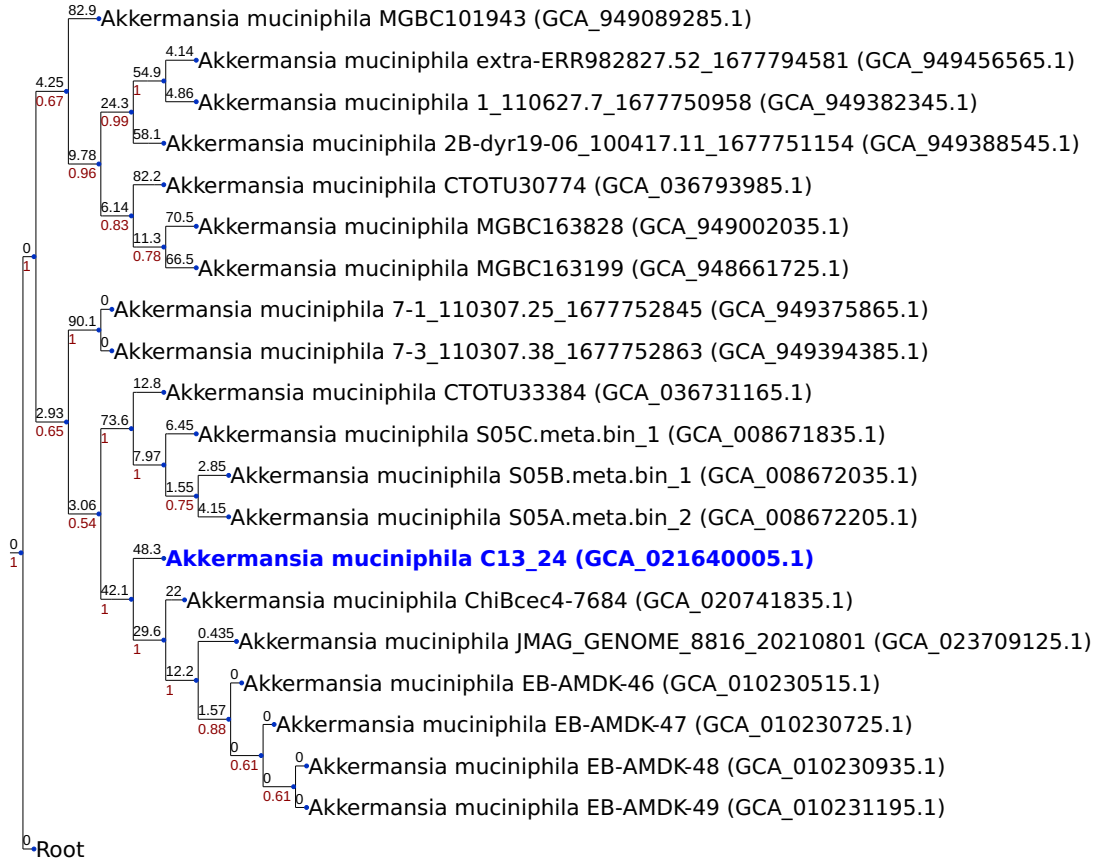 82.9 Akkermansia muciniphila MGBC101943 (GCA_949089285.1)
4.14 Akkermansia muciniphila extra-ERR982827.52_1677794581 (GCA_949456565.1)
54.9
4.25
1
0.67
4.86 Akkermansia muciniphila 1_110627.7_1677750958 (GCA_949382345.1)
24.3
0.99
58.1 Akkermansia muciniphila 2B-dyr19-06_100417.11_1677751154 (GCA_949388545.1)
9.78
0.96
82.2 Akkermansia muciniphila CTOTU30774 (GCA_036793985.1)
6.14
0.83
70.5 Akkermansia muciniphila MGBC163828 (GCA_949002035.1)
11.3
0.78
66.5 Akkermansia muciniphila MGBC163199 (GCA_948661725.1)
0
1
0 Akkermansia muciniphila 7-1_110307.25_1677752845 (GCA_949375865.1)
90.1
1
0 Akkermansia muciniphila 7-3_110307.38_1677752863 (GCA_949394385.1)
12.8 Akkermansia muciniphila CTOTU33384 (GCA_036731165.1)
2.93
0.65
73.6
1
6.45 Akkermansia muciniphila S05C.meta.bin_1 (GCA_008671835.1)
7.97
1
2.85 Akkermansia muciniphila S05B.meta.bin_1 (GCA_008672035.1)
1.55
0.75
4.15 Akkermansia muciniphila S05A.meta.bin_2 (GCA_008672205.1)
3.06
0.54
48.3 Akkermansia muciniphila C13_24 (GCA_021640005.1)
0
1
42.1
1
22 Akkermansia muciniphila ChiBcec4-7684 (GCA_020741835.1)
29.6
1
0.435 Akkermansia muciniphila JMAG_GENOME_8816_20210801 (GCA_023709125.1)
12.2
1
0 Akkermansia muciniphila EB-AMDK-46 (GCA_010230515.1)
1.57
0.88
0 Akkermansia muciniphila EB-AMDK-47 (GCA_010230725.1)
0
0.61
0 Akkermansia muciniphila EB-AMDK-48 (GCA_010230935.1)
0
0.61
0 Akkermansia muciniphila EB-AMDK-49 (GCA_010231195.1)
0 Root